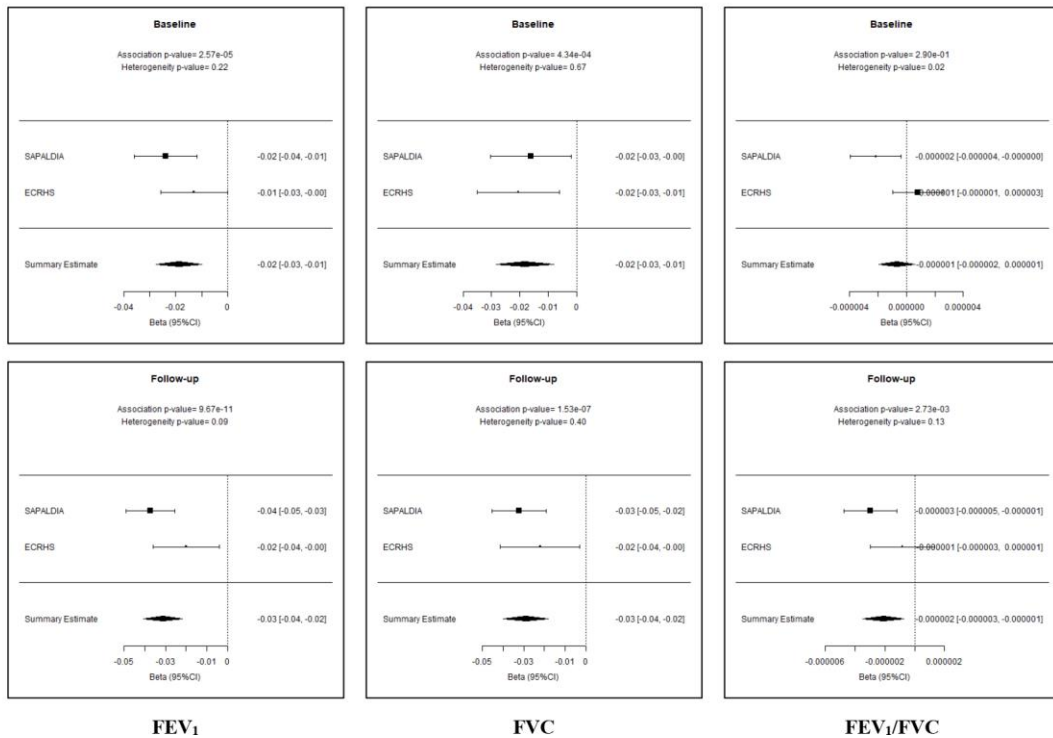 Baseline
Association p-value= 2.57e-05
Heterogeneity p-value= 0.22
SAPALDIA
-0.02 [-0.04, -0.01]
ECRHS
-0.01 [-0.03, -0.00]
Summary Estimate
-0.02 [-0.03, -0.01]
-0.04 -0.02 0
Beta (95%CI)
Baseline
Association p-value= 4.34e-04
Heterogeneity p-value= 0.67
SAPALDIA
-0.02 [-0.03, -0.00]
ECRHS
-0.02 [-0.03, -0.01]
Summary Estimate
-0.02 [-0.03, -0.01]
-0.04 -0.03 -0.02 -0.01 0
Beta (95%CI)
Baseline
Association p-value= 2.90e-01
Heterogeneity p-value= 0.02
SAPALDIA
-0.000002 [-0.000004, -0.000000]
ECRHS
[-0.000001, 0.000003]
Summary Estimate
-0.000001 [-0.000002, 0.000001]
-0.000004 0.000000 0.000004
Beta (95%CI)
Follow-up
Association p-value= 9.67e-11
Heterogeneity p-value= 0.09
SAPALDIA
-0.04 [-0.05, -0.03]
ECRHS
-0.02 [-0.04, -0.00]
Summary Estimate
-0.03 [-0.04, -0.02]
-0.05 -0.03 -0.01 0
Beta (95%CI)
Follow-up
Association p-value= 1.53e-07
Heterogeneity p-value= 0.40
SAPALDIA
-0.03 [-0.05, -0.02]
ECRHS
-0.02 [-0.04, -0.00]
Summary Estimate
-0.03 [-0.04, -0.02]
-0.05 -0.03 -0.01 0
Beta (95%CI)
Follow-up
Association p-value= 2.73e-03
Heterogeneity p-value= 0.13
SAPALDIA
-0.000003 [-0.000005, -0.000001]
ECRHS
-0.000001 [-0.000003, 0.000001]
Summary Estimate
-0.000002 [-0.000003, -0.000001]
-0.000006 -0.000002 0.000002
Beta (95%CI)
FEV₁
FVC
FEV₁/FVC